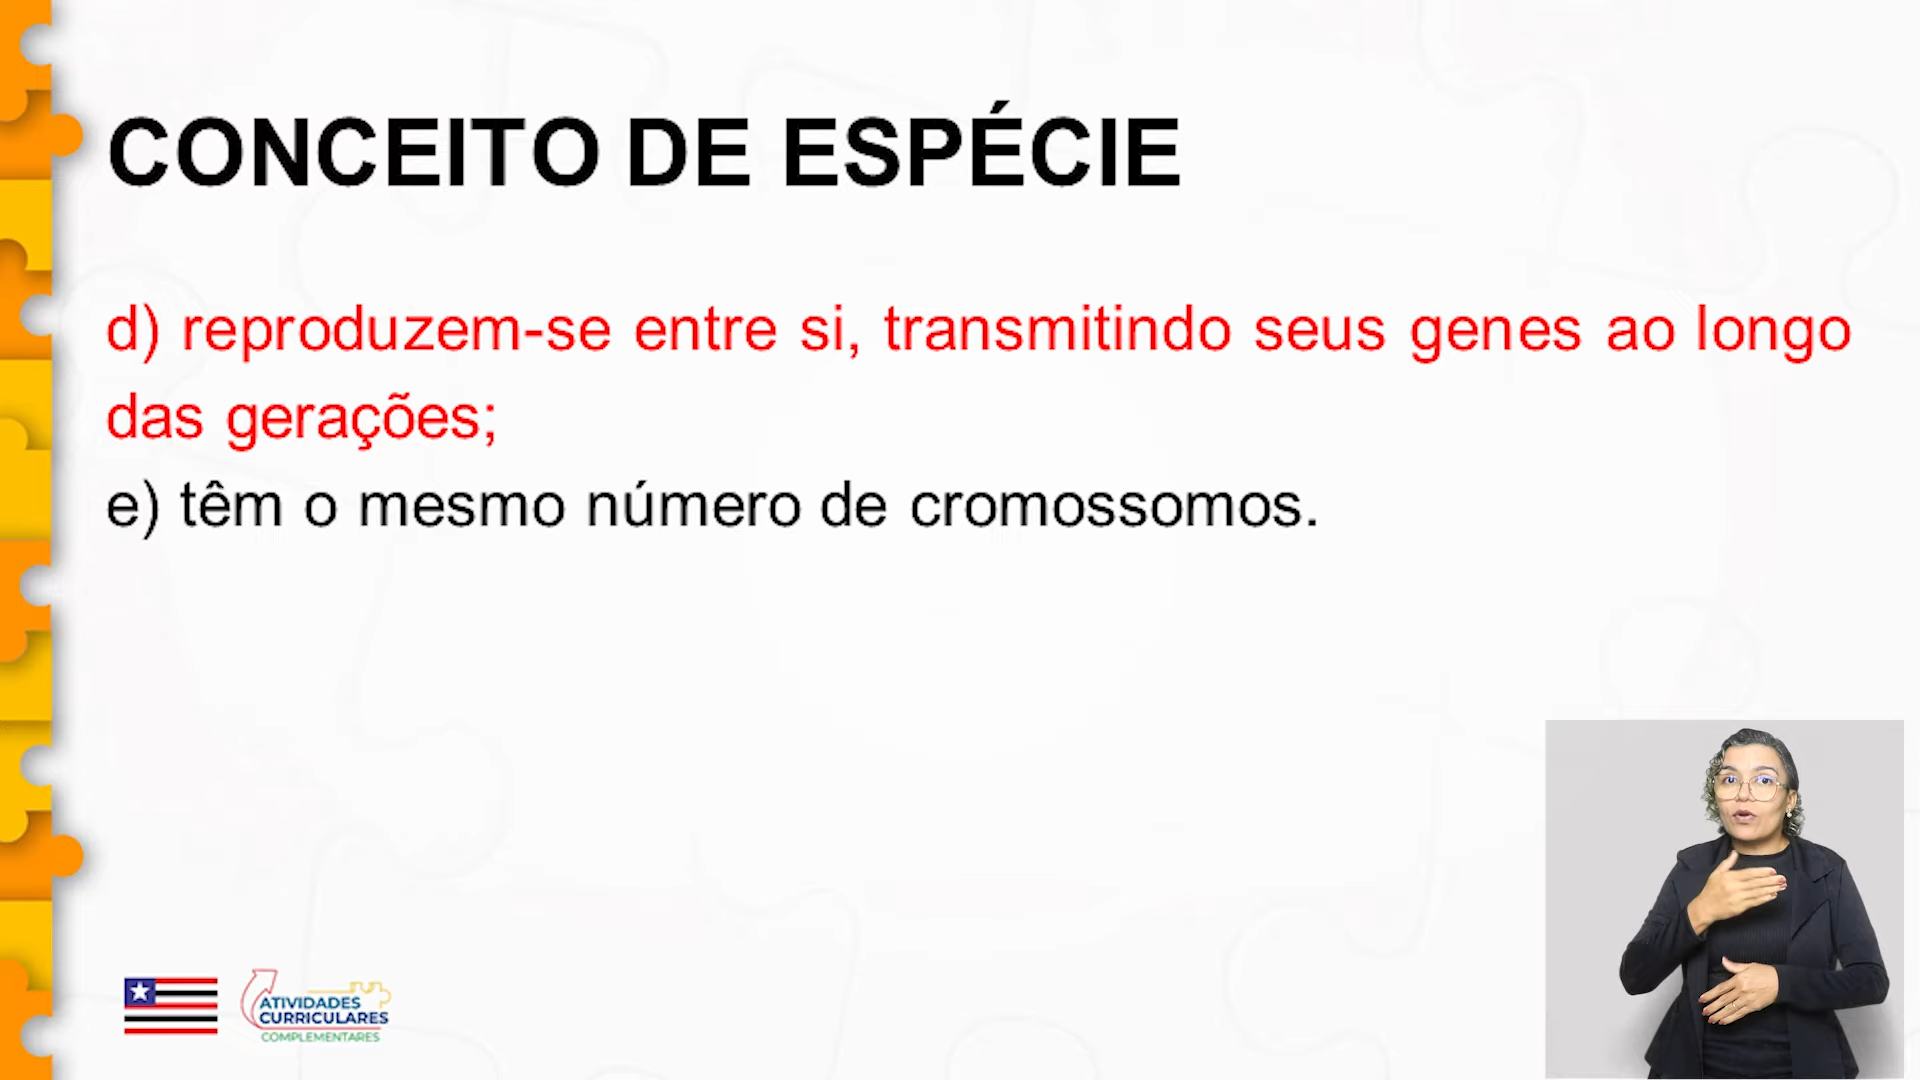 CONCEITO DE ESPÉCIE
d) reproduzem-se entre si, transmitindo seus genes ao longo
das gerações;
e) têm o mesmo número de cromossomos.
ATIVIDADES
CURRICULARES
COMPLEMENTARES